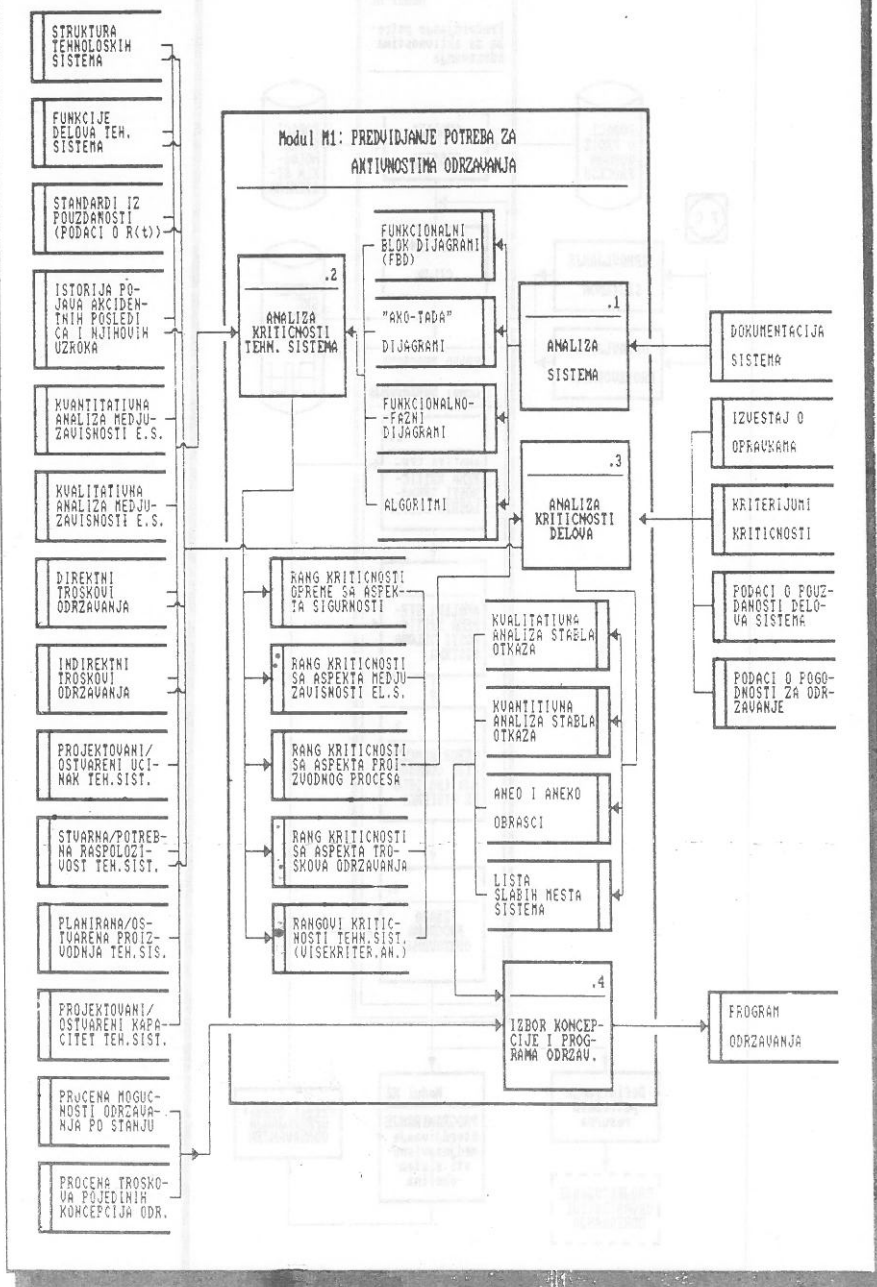 STRUKTURA
TEHNOLOSKIH
SISTEMA
FUNKCIJE
DELOVA TEH.
SISTEMA
STANDARDI IZ
POUZDANOSTI
(PODACI O R(t))
ISTORIJA PO-
JAVA AKCIDEN-
TNIH POSLEDI
CA I NJIHOVIH
UZROKA
KVANTITATIVNA
ANALIZA MEDJU-
ZAVISNOSTI E.S.
KVALITATIVNA
ANALIZA MEDJU-
ZAVISNOSTI E.S.
DIREKTNI
TROSKOVI
ODRZAVANJA
INDIREKTNI
TROSKOVI
ODRZAVANJA
PROJEKTOVANI/
OSTVARENI UCI-
NAK TEH.SIST.
STVARNA/POTREB-
NA RASPOLOZI-
VOST TEH.SIST.
PLANIRANA/OS-
TVARENA PROIZ-
VODNJA TEH.SIS.
PROJEKTOVANI/
OSTVARENI KAPA-
CITET TEH.SIST.
PROCENA MOGUC-
NOSTI ODRZAVA-
NJA PO STANJU
PROCENA TROSKO-
VA POJEDINIH
KONCEPCIJA ODR.
Modul M1: PREDVIDJANJE POTREBA ZA
AKTIVNOSTIMA ODRZAVANJA
.2
ANALIZA
KRITICNOSTI
TEHN. SISTEMA
FUNKCIONALNI
BLOK DIJAGRAMI
(FBD)
"AKO-TADA"
DIJAGRAMI
FUNKCIONALNO-
-FAZNI
DIJAGRAMI
ALGORITMI
.1
ANALIZA
SISTEMA
.3
ANALIZA
KRITICNOSTI
DELOVA
RANG KRITICNOSTI
OPREME SA ASPEK-
TA SIGURNOSTI
RANG KRITICNOSTI
SA ASPEKTA MEDJU
ZAVISNOSTI EL.S.
RANG KRITICNOSTI
SA ASPEKTA PROI-
ZVODNOG PROCESA
RANG KRITICNOSTI
SA ASPEKTA TRO-
SKOVA ODRZAVANJA
RANGOVI KRITIC-
NOSTI TEHN.SIST.
(VISEKRITER.AN.)
KVALITATIVNA
ANALIZA STABLA
OTKAZA
KVANTITIVNA
ANALIZA STABLA
OTKAZA
ANEO I ANEKO
OBRASCI
LISTA
SLABIH MESTA
SISTEMA
.4
IZBOR KONCEP-
CIJE I PROG-
RAMA ODRZAV.
DOKUMENTACIJA
SISTEMA
IZVESTAJ O
OPRAVKAMA
KRITERIJUMI
KRITICNOSTI
PODACI O POUZ-
DANOSTI DELO-
VA SISTEMA
PODACI O POGO-
DNOSTI ZA ODR-
ZAVANJE
PROGRAM
ODRZAVANJA